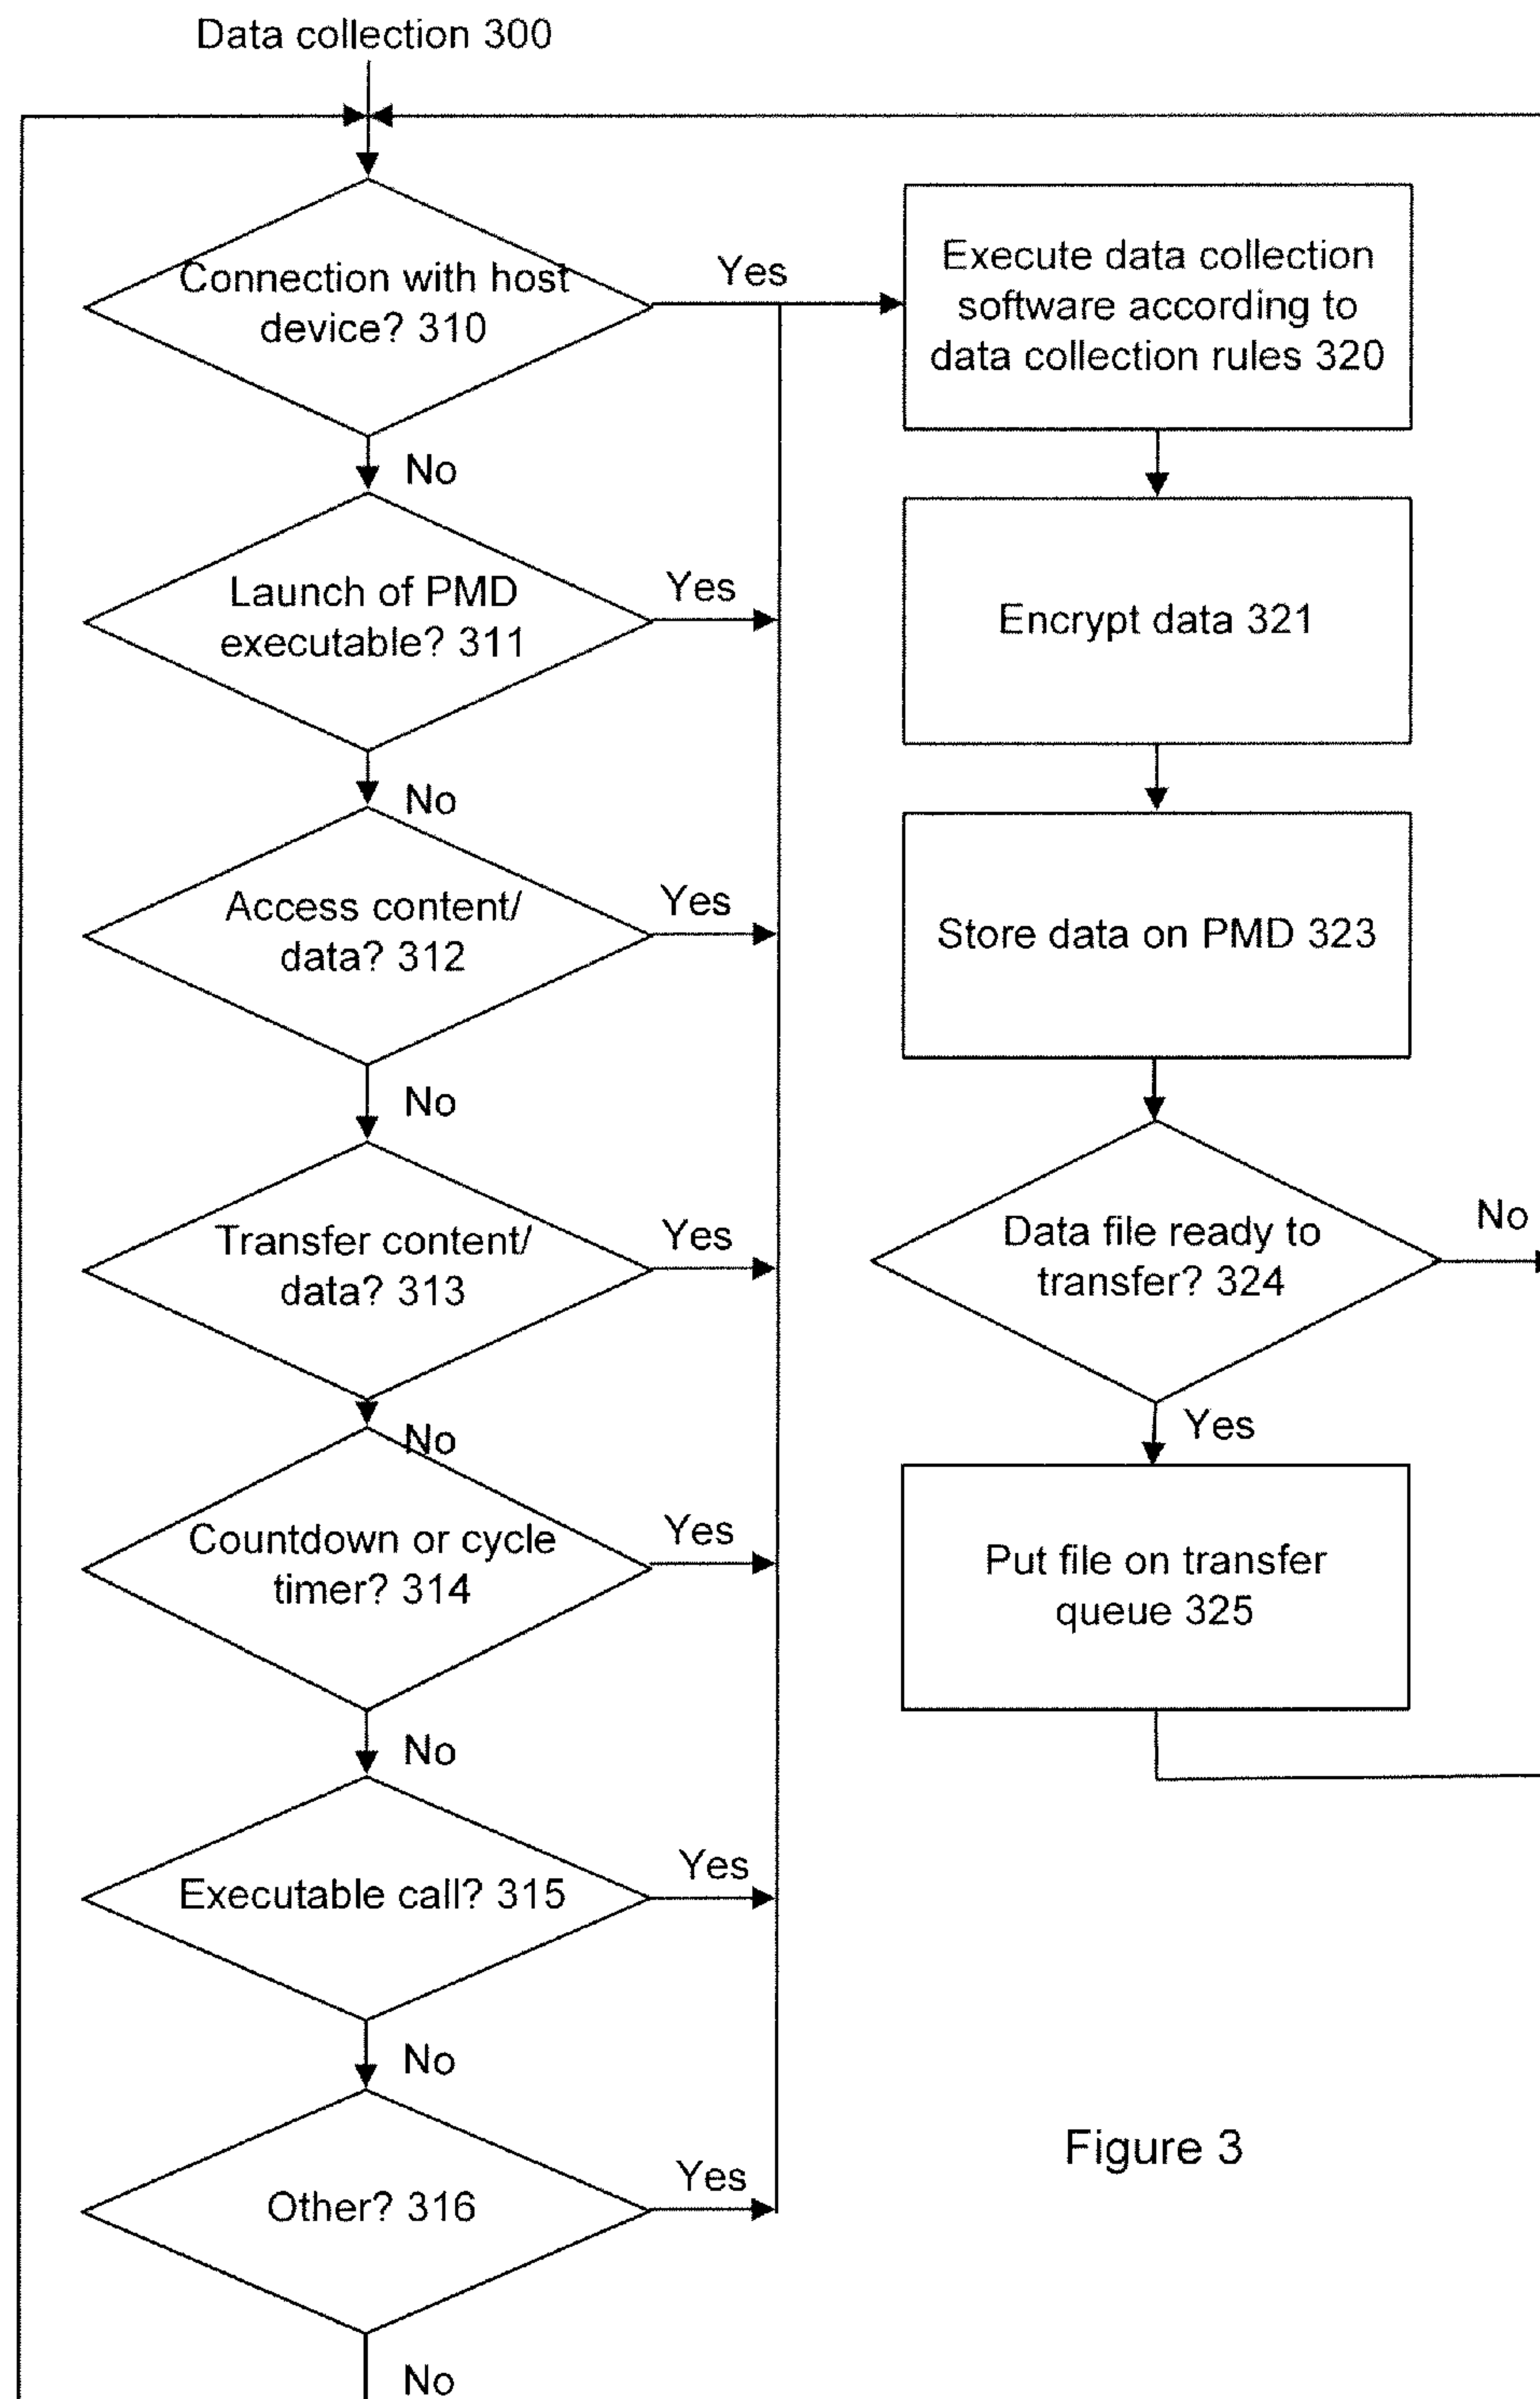 Data collection 300
Connection with host
device? 310
Yes
No
Launch of PMD
executable? 311
Yes
No
Access content/
data? 312
Yes
No
Transfer content/
data? 313
Yes
No
Countdown or cycle
timer? 314
Yes
No
Executable call? 315
Yes
No
Other? 316
Yes
No
Execute data collection
software according to
data collection rules 320
Encrypt data 321
Store data on PMD 323
Data file ready to
transfer? 324
No
Yes
Put file on transfer
queue 325
Figure 3